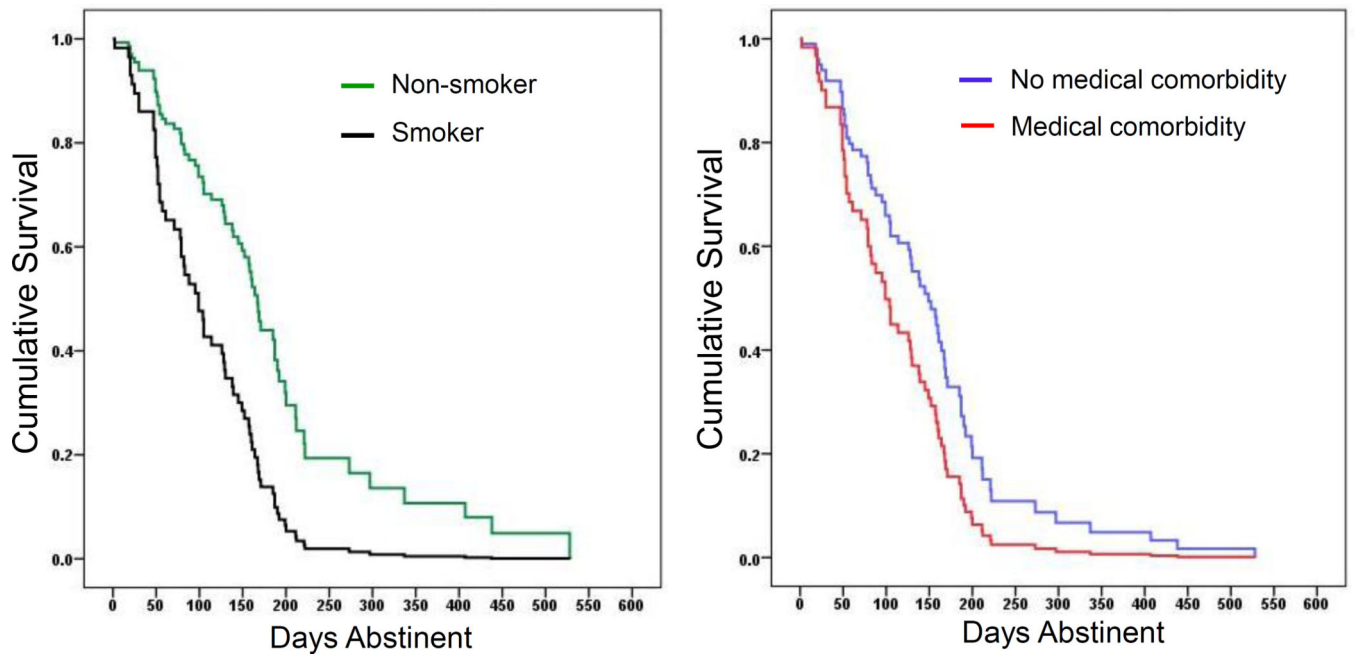 Cumulative Survival
1.0
0.8
0.6
0.4
0.2
0.0
Non-smoker
Smoker
0 50 100 150 200 250 300 350 400 450 500 550 600
Days Abstinent
Cumulative Survival
1.0
0.8
0.6
0.4
0.2
0.0
No medical comorbidity
Medical comorbidity
0 50 100 150 200 250 300 350 400 450 500 550 600
Days Abstinent